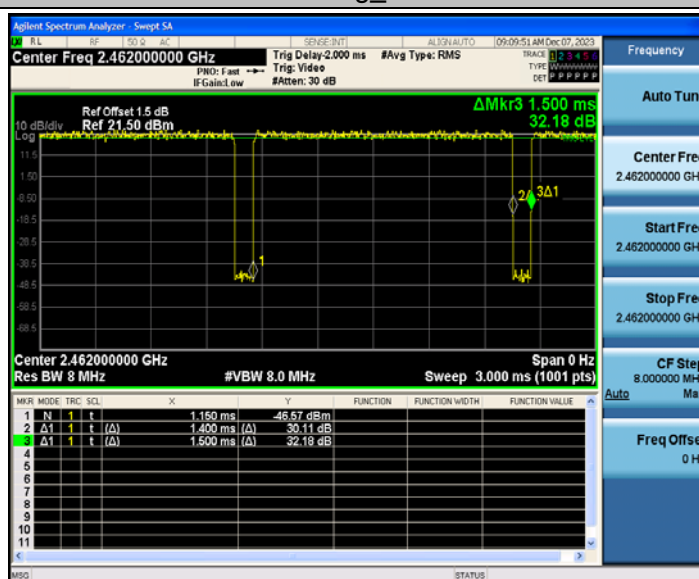 Agilent Spectrum Analyzer - Swept SA
RL RF 50 Ω AC SENSE:INT ALIGNAUTO 09:09:51 AM Dec 07, 2023
Center Freq 2.462000000 GHz
PNO: Fast
IFGain:Low
Trig Delay-2.000 ms
Trig: Video
#Atten: 30 dB
#Avg Type: RMS
TRACE 1 2 3 4 5 6
TYPE WWWWWW
DET P P P P P P
ΔMkr3 1.500 ms
32.18 dB
Ref Offset 1.5 dB
10 dB/div Ref 21.50 dBm
Log
11.5
1.50
-8.50
-18.5
-28.5
-38.5
-48.5
-58.5
-68.5
1
3Δ1
Center 2.462000000 GHz Span 0 Hz
Res BW 8 MHz #VBW 8.0 MHz Sweep 3.000 ms (1001 pts)
MKR MODE TRC SCL X Y FUNCTION FUNCTION WIDTH FUNCTION VALUE
1 N 1 t 1.150 ms -46.57 dBm
2 Δ1 1 t (Δ) 1.400 ms (Δ) 30.11 dB
3 Δ1 1 t (Δ) 1.500 ms (Δ) 32.18 dB
4
5
6
7
8
9
10
11
MSG STATUS
Frequency
Auto Tun
Center Fre
2.462000000 GH
Start Fre
2.462000000 GH
Stop Fre
2.462000000 GH
CF Step
8.000000 MH
Auto Ma
Freq Offse
0 H